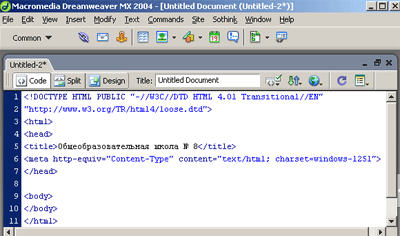 Macromedia Dreamweaver MX 2004 - [Untitled Document (Untitled-2*)]
File Edit View Insert Modify Text Commands Site Sothink Window Help
Common
Untitled-2*
Code Split Design Title: Untitled Document
1 <!DOCTYPE HTML PUBLIC "-//W3C//DTD HTML 4.01 Transitional//EN"
2 "http://www.w3.org/TR/html4/loose.dtd">
3 <html>
4 <head>
5 <title>Общеобразовательная школа № 8</title>
6 <meta http-equiv="Content-Type" content="text/html; charset=windows-1251">
7 </head>
8
9 <body>
10 </body>
11 </html>